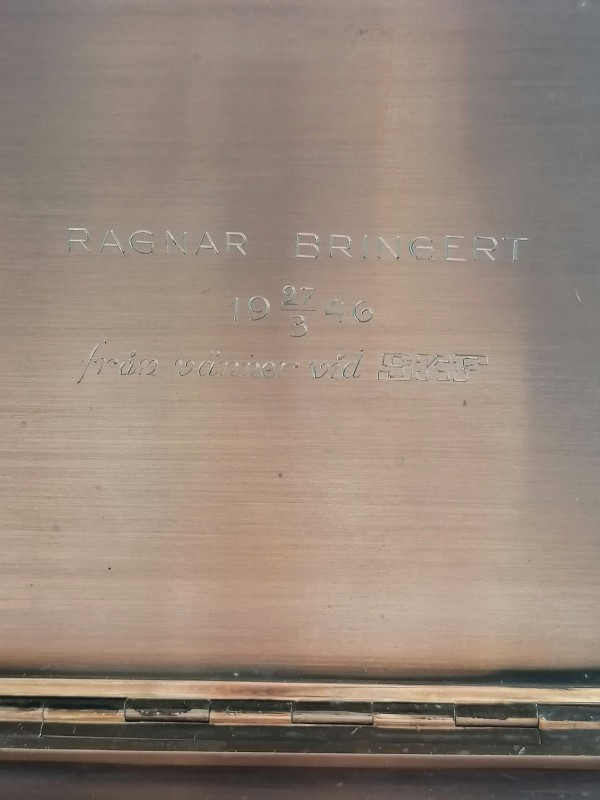 RAGNAR BRINGERT
19 27/3 46
från vänner vid SKF